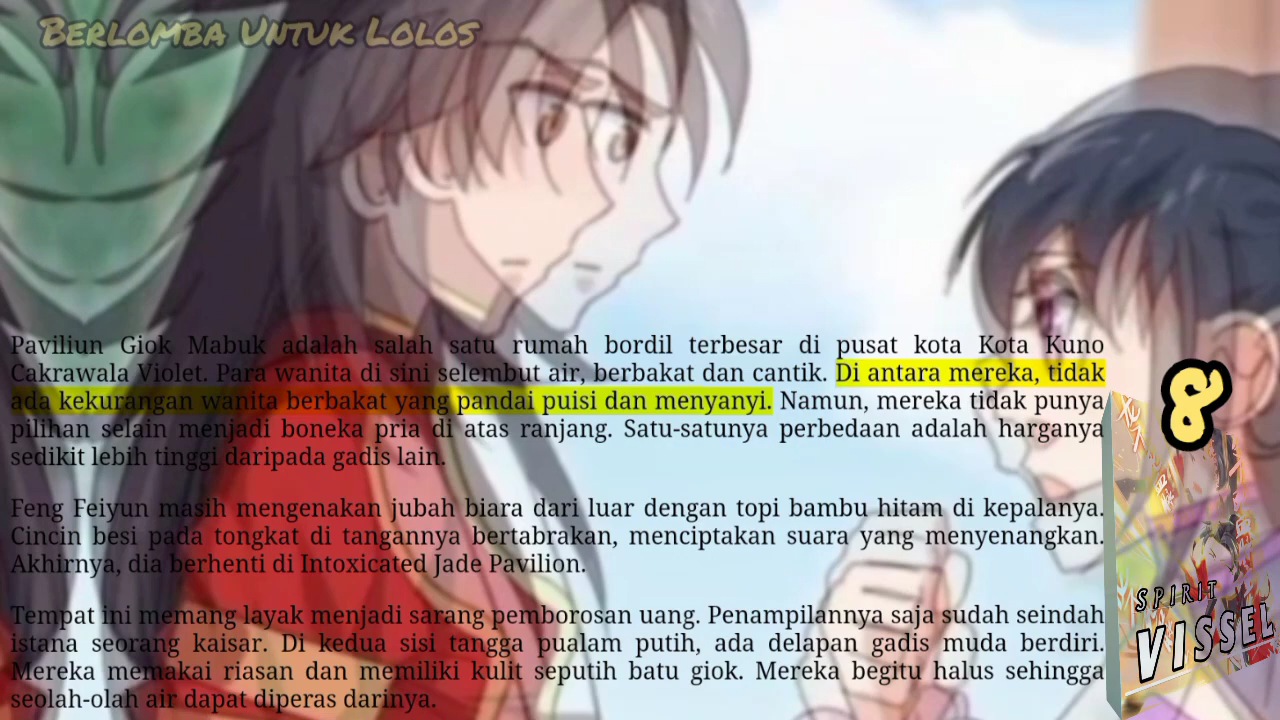 Berlomba Untuk Lolos
Paviliun Giok Mabuk adalah salah satu rumah bordil terbesar di pusat kota Kota Kuno
Cakrawala Violet. Para wanita di sini selembut air, berbakat dan cantik. Di antara mereka, tidak
ada kekurangan wanita berbakat yang pandai puisi dan menyanyi. Namun, mereka tidak punya
pilihan selain menjadi boneka pria di atas ranjang. Satu-satunya perbedaan adalah harganya
sedikit lebih tinggi daripada gadis lain.
Feng Feiyun masih mengenakan jubah biara dari luar dengan topi bambu hitam di kepalanya.
Cincin besi pada tongkat di tangannya bertabrakan, menciptakan suara yang menyenangkan.
Akhirnya, dia berhenti di Intoxicated Jade Pavilion.
Tempat ini memang layak menjadi sarang pemborosan uang. Penampilannya saja sudah seindah
istana seorang kaisar. Di kedua sisi tangga pualam putih, ada delapan gadis muda berdiri.
Mereka memakai riasan dan memiliki kulit seputih batu giok. Mereka begitu halus sehingga
seolah-olah air dapat diperas darinya.
8
SPIRIT
VISSEL